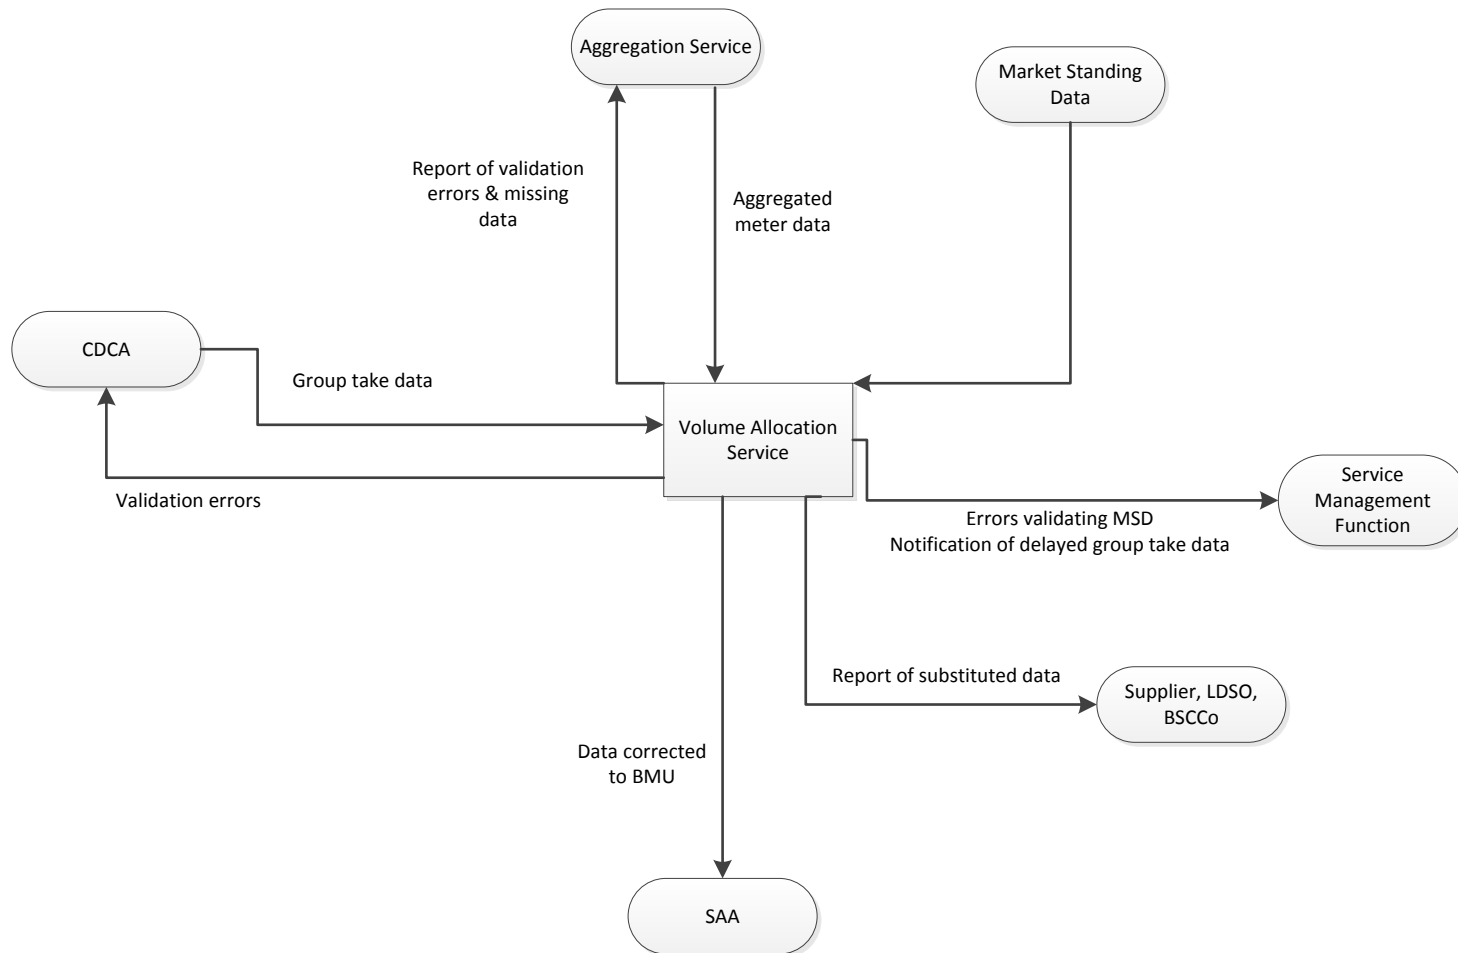 Aggregation Service
Market Standing
Data
Report of validation
errors & missing
data
Aggregated
meter data
CDCA
Group take data
Volume Allocation
Service
Validation errors
Service
Management
Function
Errors validating MSD
Notification of delayed group take data
Report of substituted data
Supplier, LDSO,
BSCCo
Data corrected
to BMU
SAA